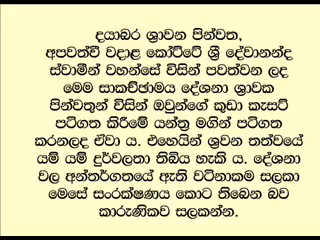 දයාබර ශ්‍රාවන පින්වත,
අපවත්වී වදාළ කෝට්ටේ ශ්‍රී දේවානන්ද
ස්වාමීන් වහන්සේ විසින් පවත්වන ලද
මෙම සාකච්ඡාමය දේශනා ශ්‍රාවක
පින්වතුන් විසින් ඔවුන්ගේ කුඩා කැසට්
පටිගත කිරීමේ යන්ත්‍ර මගින් පටිගත
කරනලද ඒවා ය. එහෙයින් ශ්‍රවන තත්වයේ
යම් යම් දුර්වලතා තිබිය හැකි ය. දේශනා
වල අන්තර්ගතයේ ඇති වටිනාකම සලකා
මෙසේ සංරක්ෂණය කොට තිබෙන බව
කාරුණිකව සලකන්න.